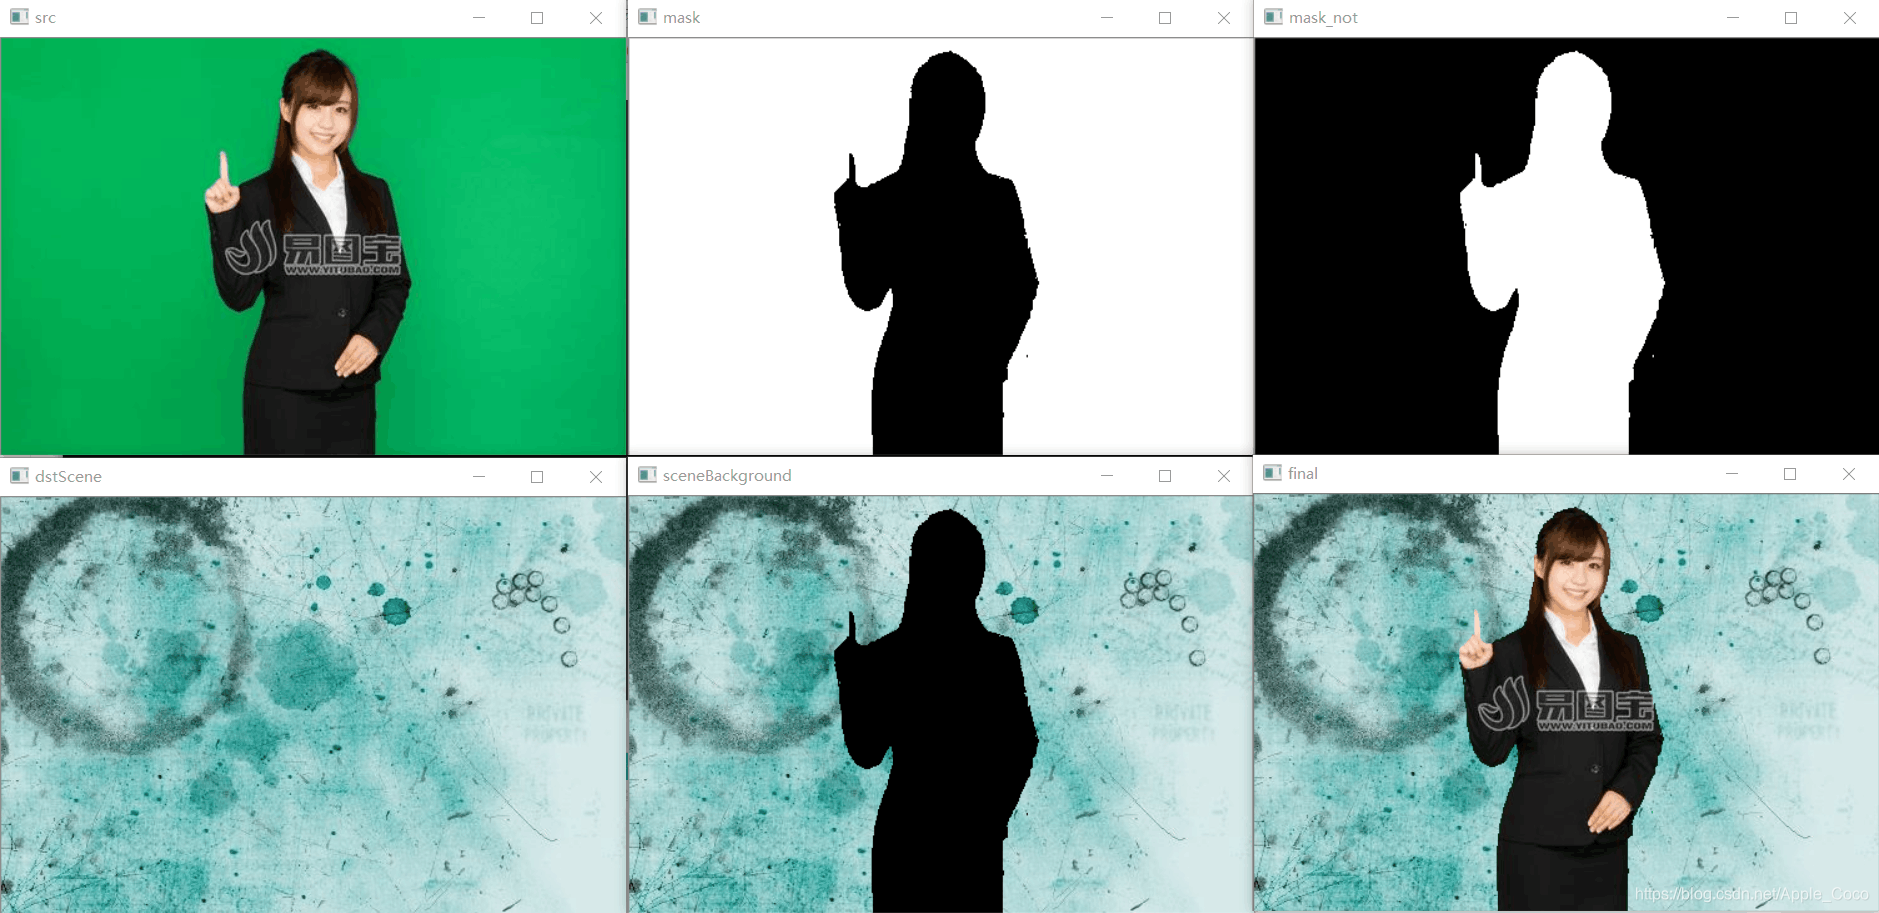 src
mask
mask_not
易图宝
WWW.YITUBAO.COM
dstScene
sceneBackground
final
PRIVATE
PROPERTY
PRIVATE
PROPERTY
易图宝
WWW.YITUBAO.COM
PRIVATE
PROPERTY
https://blog.csdn.net/Apple_Coco